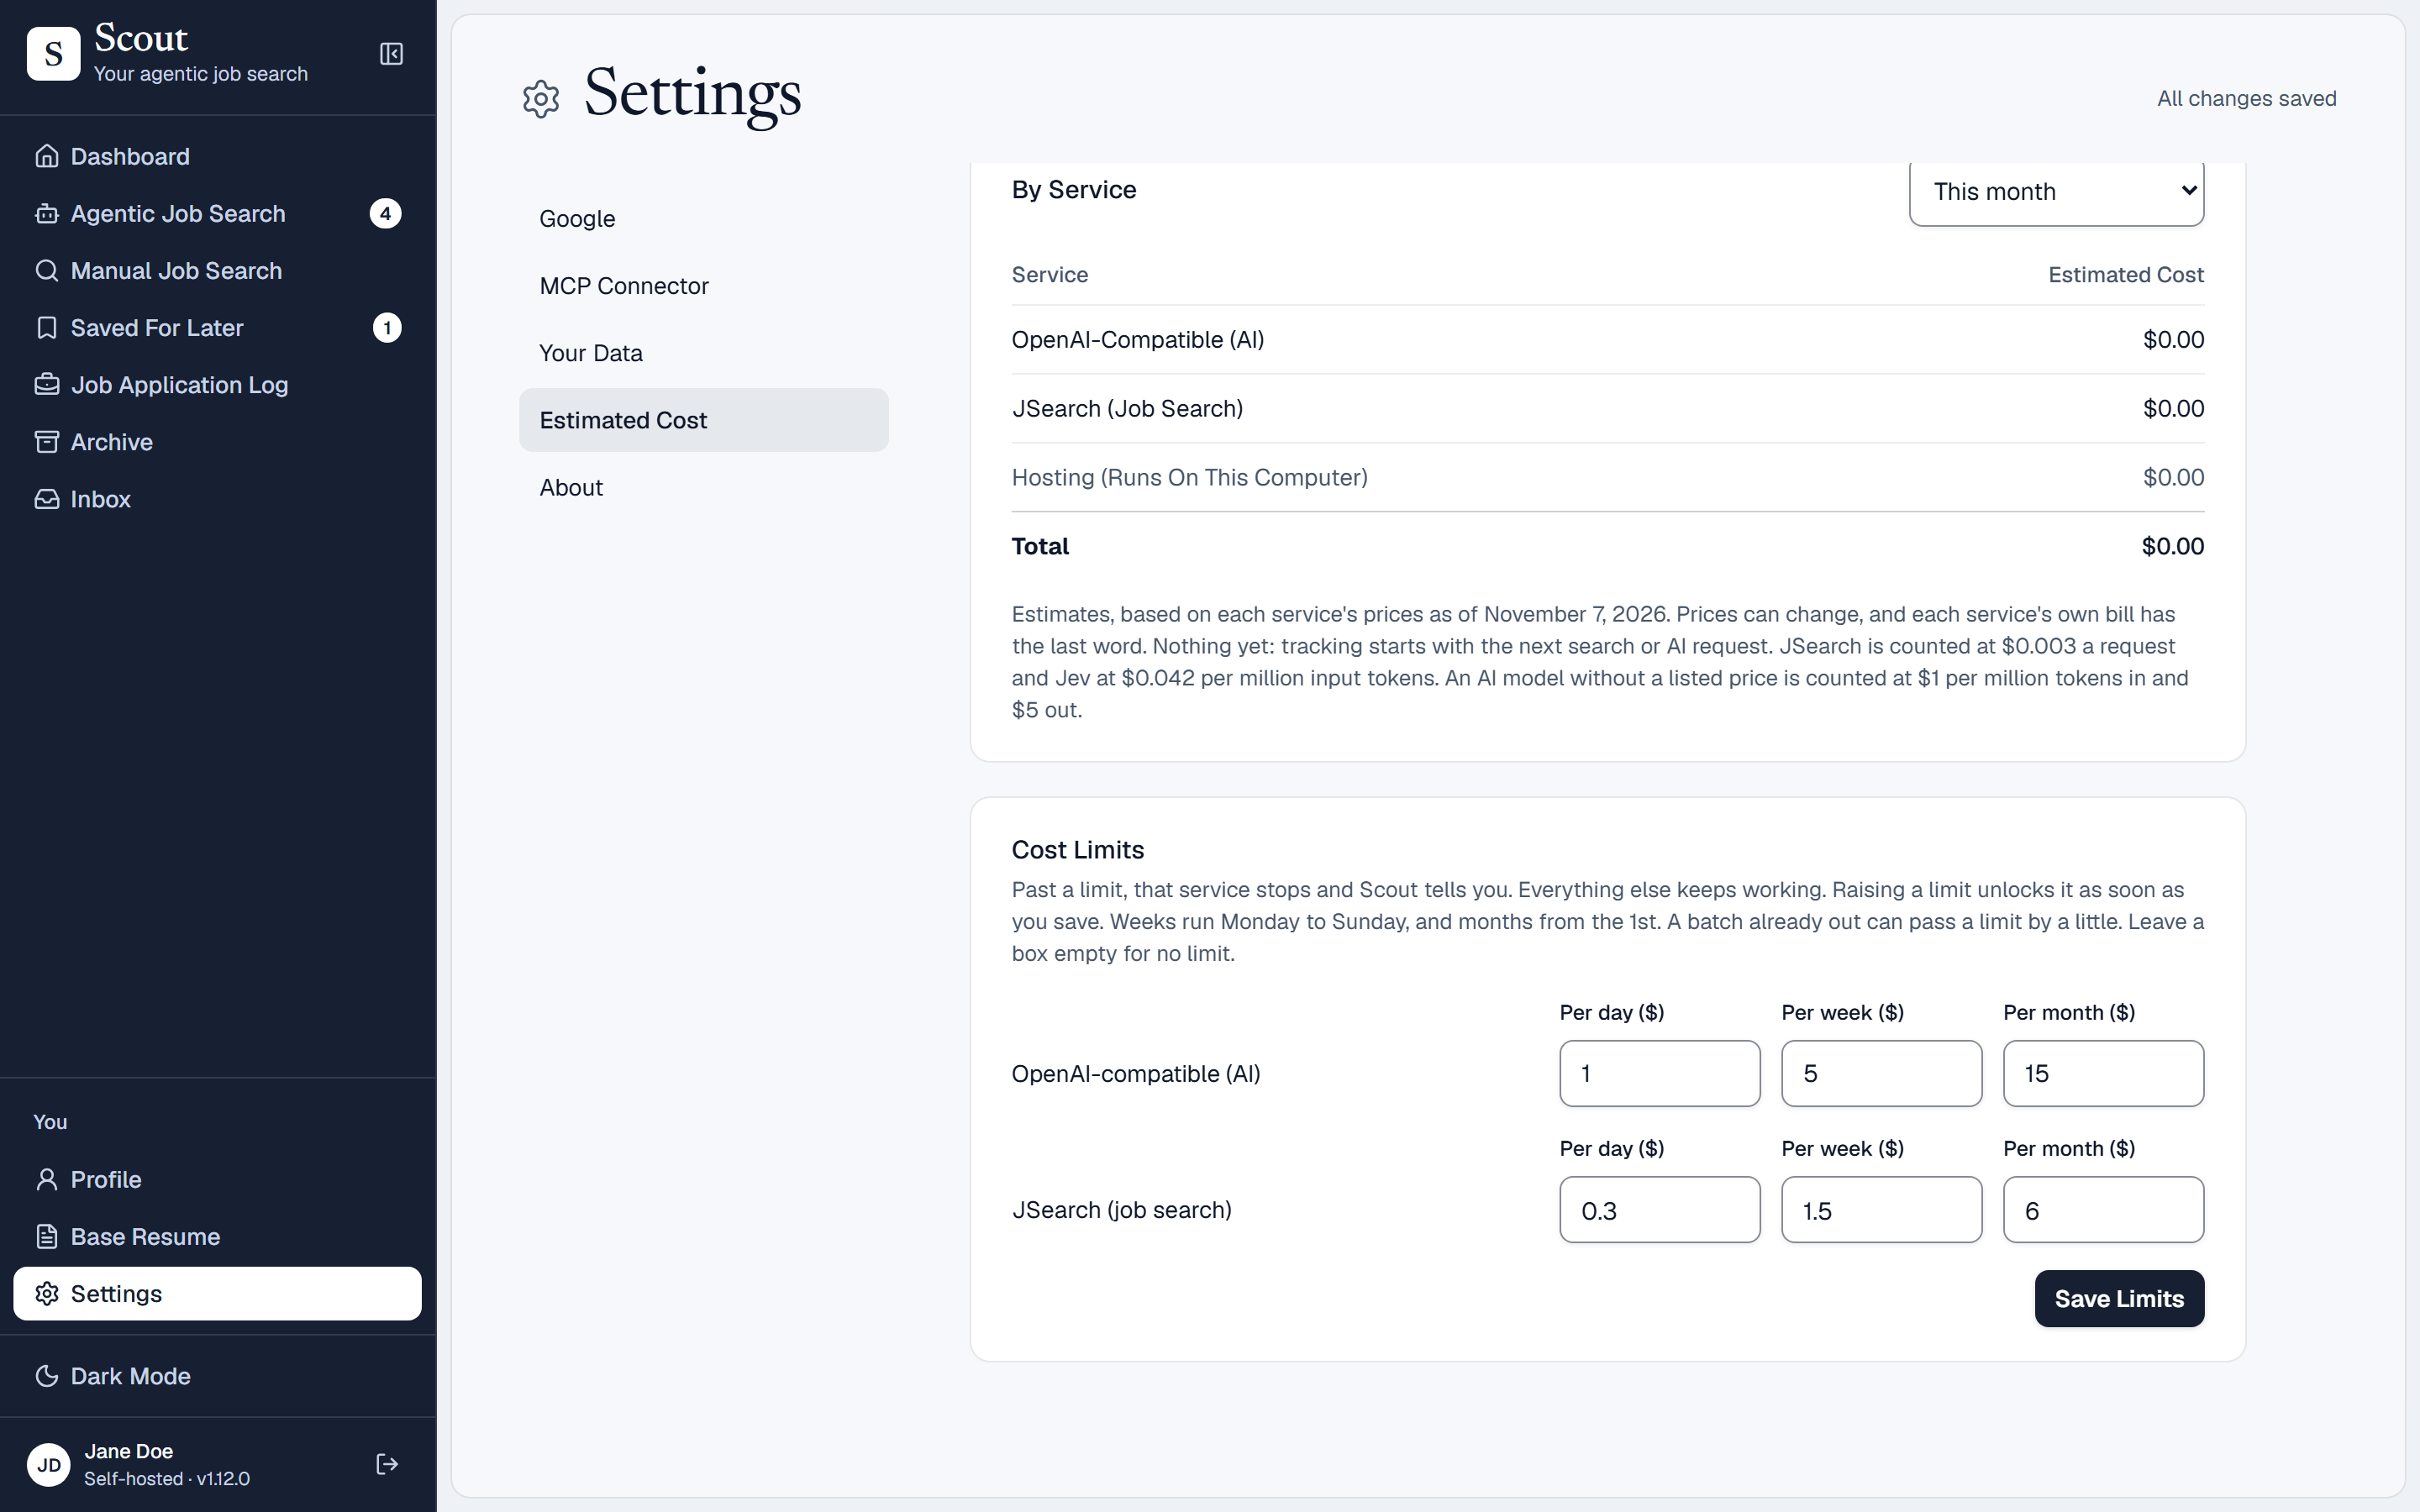 S
Scout
Your agentic job search
Dashboard
Agentic Job Search
4
Manual Job Search
Saved For Later
1
Job Application Log
Archive
Inbox
You
Profile
Base Resume
Settings
Dark Mode
JD
Jane Doe
Self-hosted · v1.12.0
Settings
All changes saved
Google
MCP Connector
Your Data
Estimated Cost
About
By Service
This month
Service
Estimated Cost
OpenAI-Compatible (AI)
$0.00
JSearch (Job Search)
$0.00
Hosting (Runs On This Computer)
$0.00
Total
$0.00
Estimates, based on each service's prices as of November 7, 2026. Prices can change, and each service's own bill has
the last word. Nothing yet: tracking starts with the next search or AI request. JSearch is counted at $0.003 a request
and Jev at $0.042 per million input tokens. An AI model without a listed price is counted at $1 per million tokens in and
$5 out.
Cost Limits
Past a limit, that service stops and Scout tells you. Everything else keeps working. Raising a limit unlocks it as soon as
you save. Weeks run Monday to Sunday, and months from the 1st. A batch already out can pass a limit by a little. Leave a
box empty for no limit.
Per day ($)
Per week ($)
Per month ($)
OpenAI-compatible (AI)
1
5
15
Per day ($)
Per week ($)
Per month ($)
JSearch (job search)
0.3
1.5
6
Save Limits